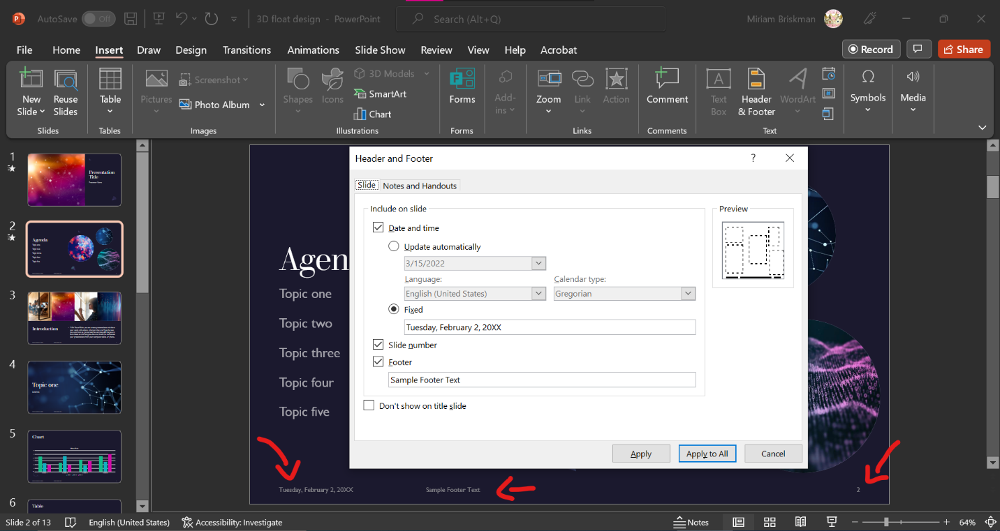 AutoSave Off 3D float design - PowerPoint Search (Alt+Q) Miriam Briskman
File Home Insert Draw Design Transitions Animations Slide Show Review View Help Acrobat Record Share
New Slide
Reuse Slides
Slides
Table
Tables
Pictures
Screenshot
Photo Album
Images
Shapes
Icons
3D Models
SmartArt
Chart
Illustrations
Forms
Forms
Add-ins
Zoom
Link
Action
Links
Comment
Comments
Text Box
Header & Footer
WordArt
Text
Symbols
Media
1
Presentation
Title
2
Agenda
3
Introduction
4
Topic one
5
Chart
6
Table
Agen
Topic one
Topic two
Topic three
Topic four
Topic five
Tuesday, February 2, 20XX Sample Footer Text 2
Header and Footer ?
Slide Notes and Handouts
Include on slide
Date and time
Update automatically
3/15/2022
Language: Calendar type:
English (United States) Gregorian
Fixed
Tuesday, February 2, 20XX
Slide number
Footer
Sample Footer Text
Don't show on title slide
Preview
Apply Apply to All Cancel
Slide 2 of 13 English (United States) Accessibility: Investigate Notes 64%